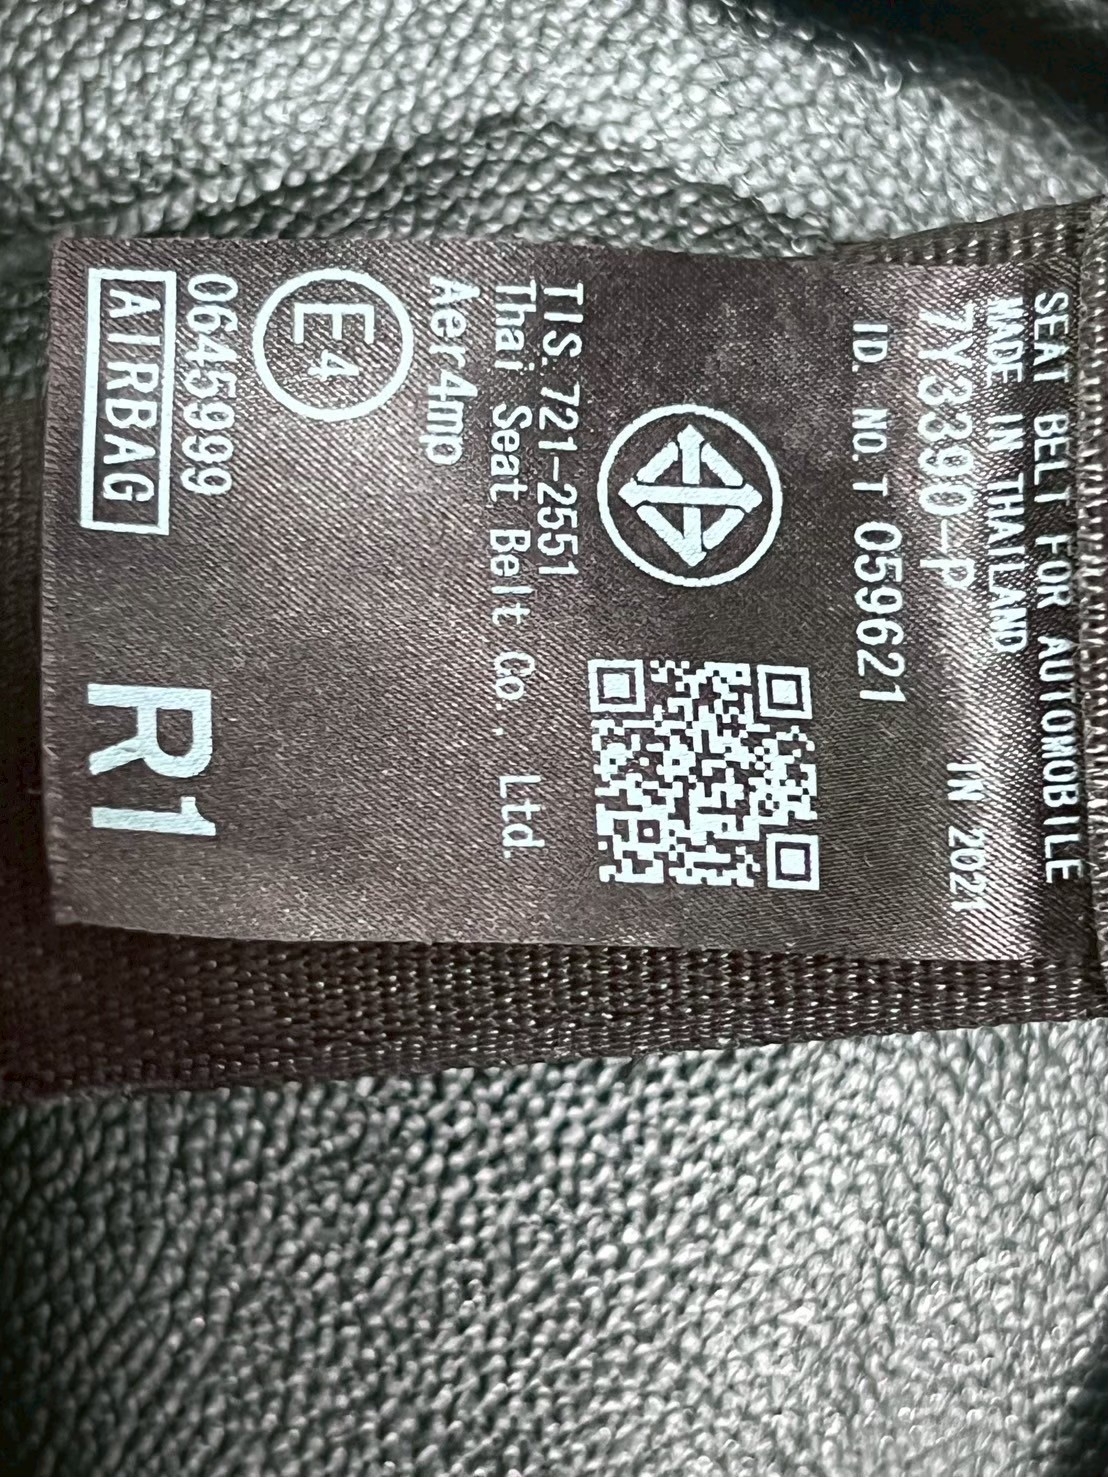 SEAT BELT FOR AUTOMOBILE
MADE IN THAILAND
7Y3390-P IN 2021
ID. NO. T 059621
TIS. 721-2551
Thai Seat Belt Co., Ltd.
Aer4mp
E4
0645999
AIRBAG R1